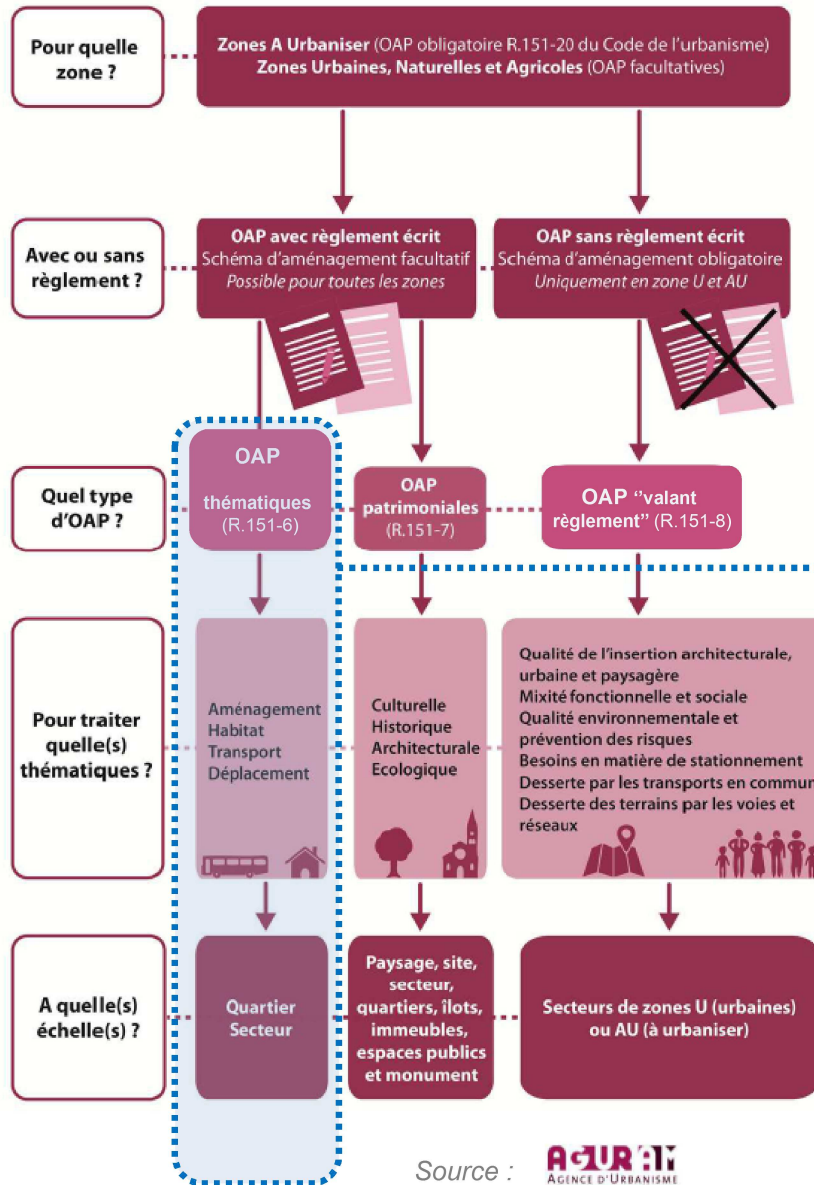 Pour quelle
zone ?
Zones A Urbaniser (OAP obligatoire R.151-20 du Code de l'urbanisme)
Zones Urbaines, Naturelles et Agricoles (OAP facultatives)
Avec ou sans
règlement ?
OAP avec règlement écrit
Schéma d'aménagement facultatif
Possible pour toutes les zones
OAP sans règlement écrit
Schéma d'aménagement obligatoire
Uniquement en zone U et AU
Quel type
d'OAP ?
OAP
thématiques
(R.151-6)
OAP
patrimoniales
(R.151-7)
OAP “valant
règlement” (R.151-8)
Pour traiter
quelle(s)
thématiques ?
Aménagement
Habitat
Transport
Déplacement
Culturelle
Historique
Architecturale
Ecologique
Qualité de l'insertion architecturale,
urbaine et paysagère
Mixité fonctionnelle et sociale
Qualité environnementale et
prévention des risques
Besoins en matière de stationnement
Desserte par les transports en commun
Desserte des terrains par les voies et
réseaux
A quelle(s)
échelle(s) ?
Quartier
Secteur
Paysage, site,
secteur,
quartiers, îlots,
immeubles,
espaces publics
et monument
Secteurs de zones U (urbaines)
ou AU (à urbaniser)
Source :
AGURAM
AGENCE D'URBANISME